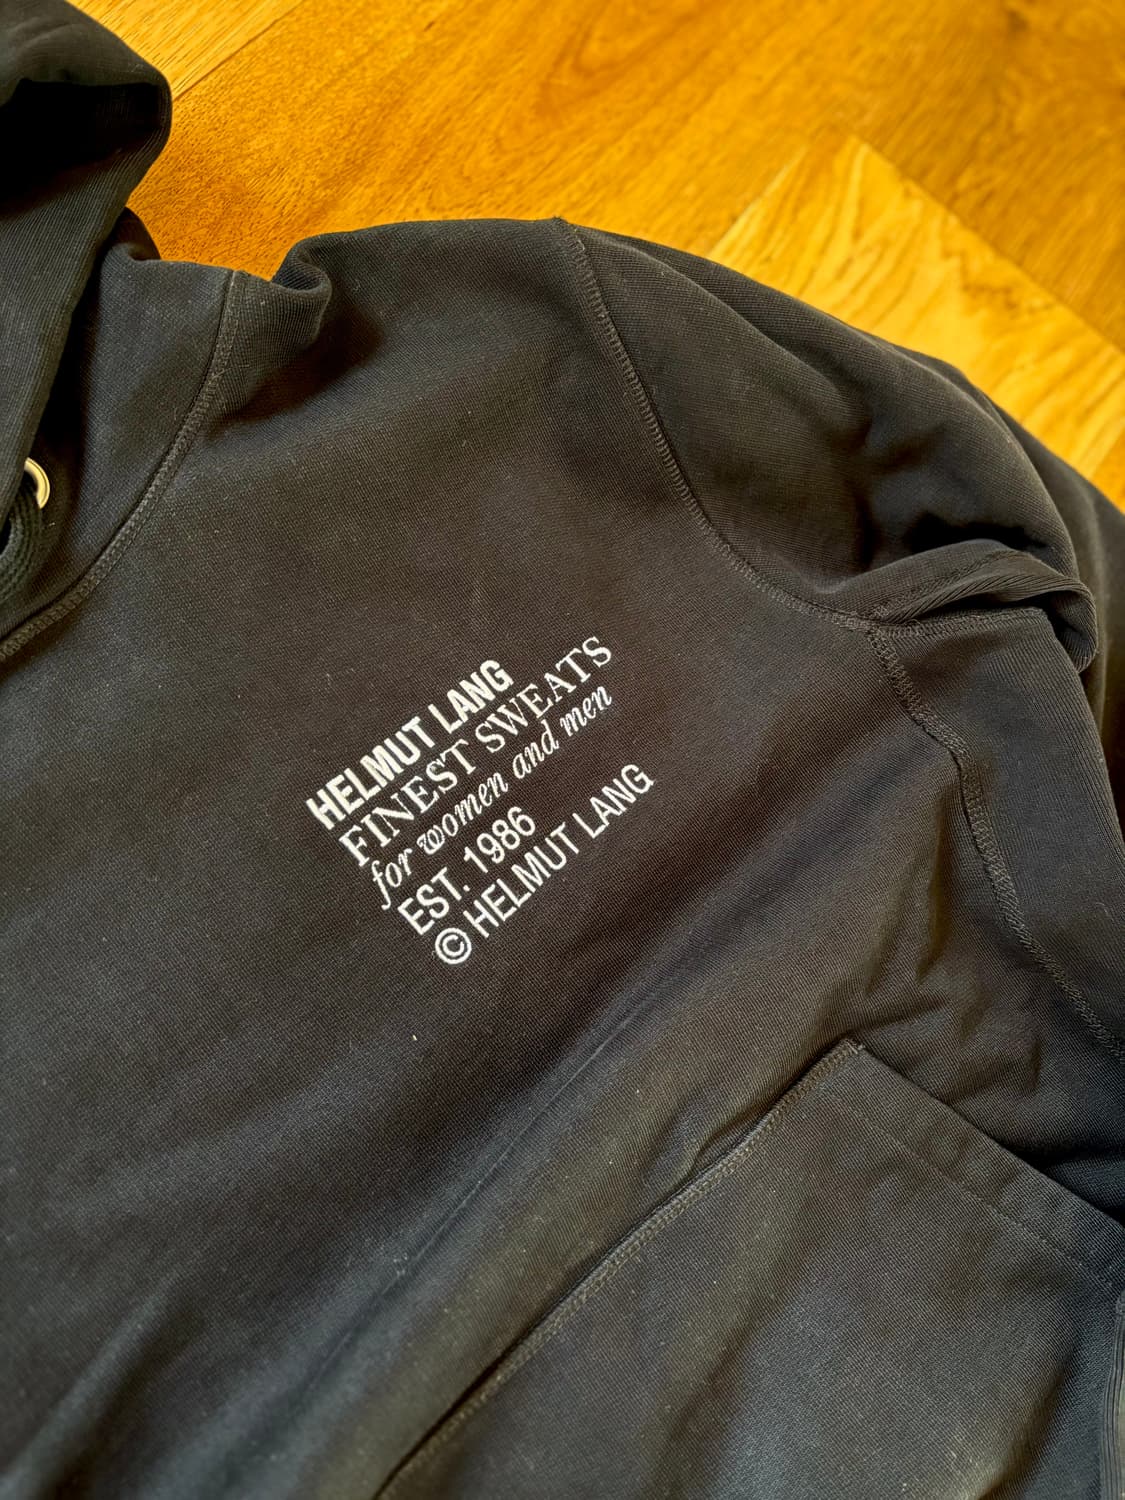 HELMUT LANG
FINEST SWEATS
for women and men
EST. 1986
© HELMUT LANG